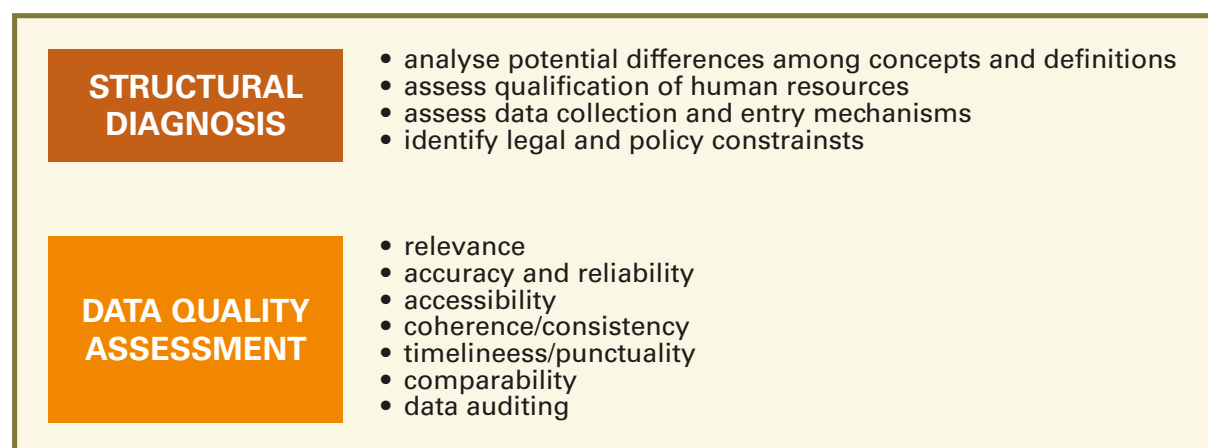 STRUCTURAL
DIAGNOSIS
• analyse potential differences among concepts and definitions
• assess qualification of human resources
• assess data collection and entry mechanisms
• identify legal and policy constrainsts
DATA QUALITY
ASSESSMENT
• relevance
• accuracy and reliability
• accessibility
• coherence/consistency
• timelineess/punctuality
• comparability
• data auditing